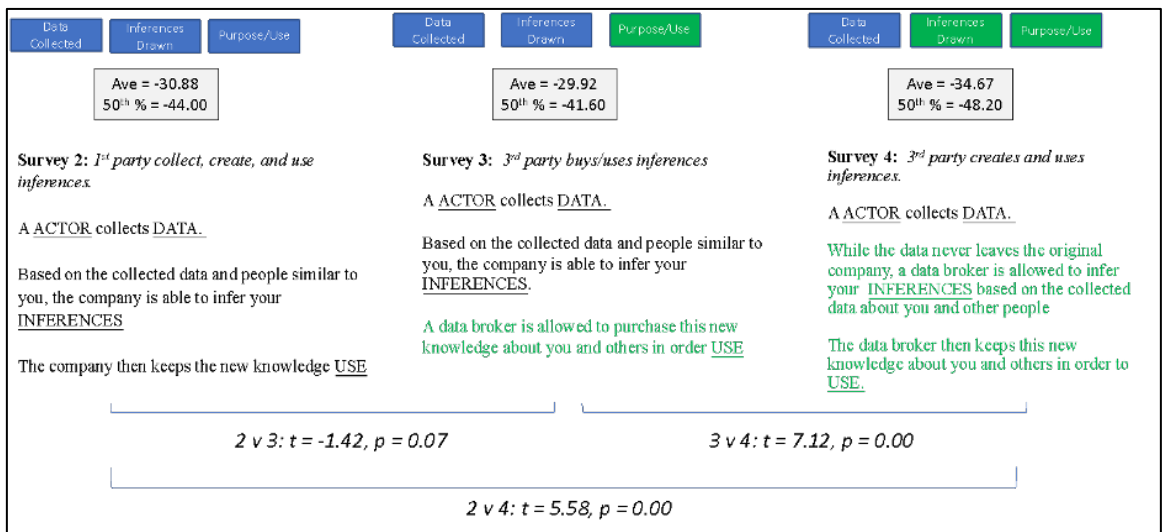 Data
Collected
Inferences
Drawn
Purpose/Use
Ave = -30.88
50th % = -44.00
Survey 2: 1st party collect, create, and use
inferences.
A ACTOR collects DATA.
Based on the collected data and people similar to
you, the company is able to infer your
INFERENCES
The company then keeps the new knowledge USE
Data
Collected
Inferences
Drawn
Purpose/Use
Ave = -29.92
50th % = -41.60
Survey 3: 3rd party buys/uses inferences
A ACTOR collects DATA.
Based on the collected data and people similar to
you, the company is able to infer your
INFERENCES.
A data broker is allowed to purchase this new
knowledge about you and others in order USE
Data
Collected
Inferences
Drawn
Purpose/Use
Ave = -34.67
50th % = -48.20
Survey 4: 3rd party creates and uses
inferences.
A ACTOR collects DATA.
While the data never leaves the original
company, a data broker is allowed to infer
your INFERENCES based on the collected
data about you and other people
The data broker then keeps this new
knowledge about you and others in order to
USE.
2 v 3: t = -1.42, p = 0.07
3 v 4: t = 7.12, p = 0.00
2 v 4: t = 5.58, p = 0.00